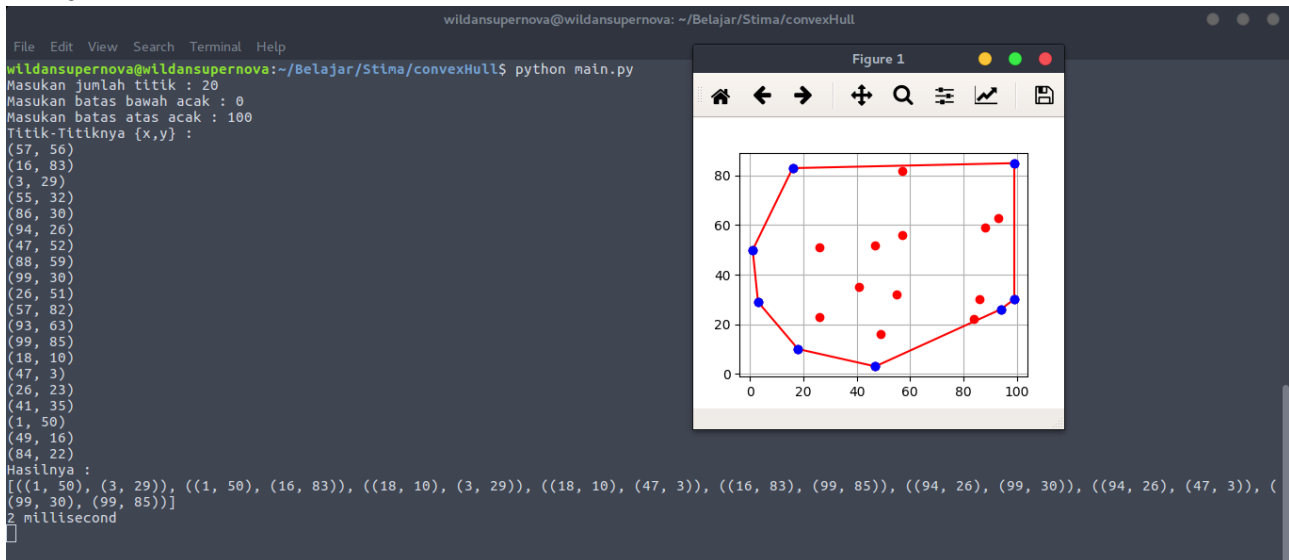 wildansupernova@wildansupernova: ~/Belajar/Stima/convexHull
File Edit View Search Terminal Help
wildansupernova@wildansupernova:~/Belajar/Stima/convexHull$ python main.py
Masukan jumlah titik : 20
Masukan batas bawah acak : 0
Masukan batas atas acak : 100
Titik-Titiknya {x,y} :
(57, 56)
(16, 83)
(3, 29)
(55, 32)
(86, 30)
(94, 26)
(47, 52)
(88, 59)
(99, 30)
(26, 51)
(57, 82)
(93, 63)
(99, 85)
(18, 10)
(47, 3)
(26, 23)
(41, 35)
(1, 50)
(49, 16)
(84, 22)
Hasilnya :
[((1, 50), (3, 29)), ((1, 50), (16, 83)), ((18, 10), (3, 29)), ((18, 10), (47, 3)), ((16, 83), (99, 85)), ((94, 26), (99, 30)), ((94, 26), (47, 3)), (
(99, 30), (99, 85))]
2 millisecond
Figure 1
80
60
40
20
0
0 20 40 60 80 100